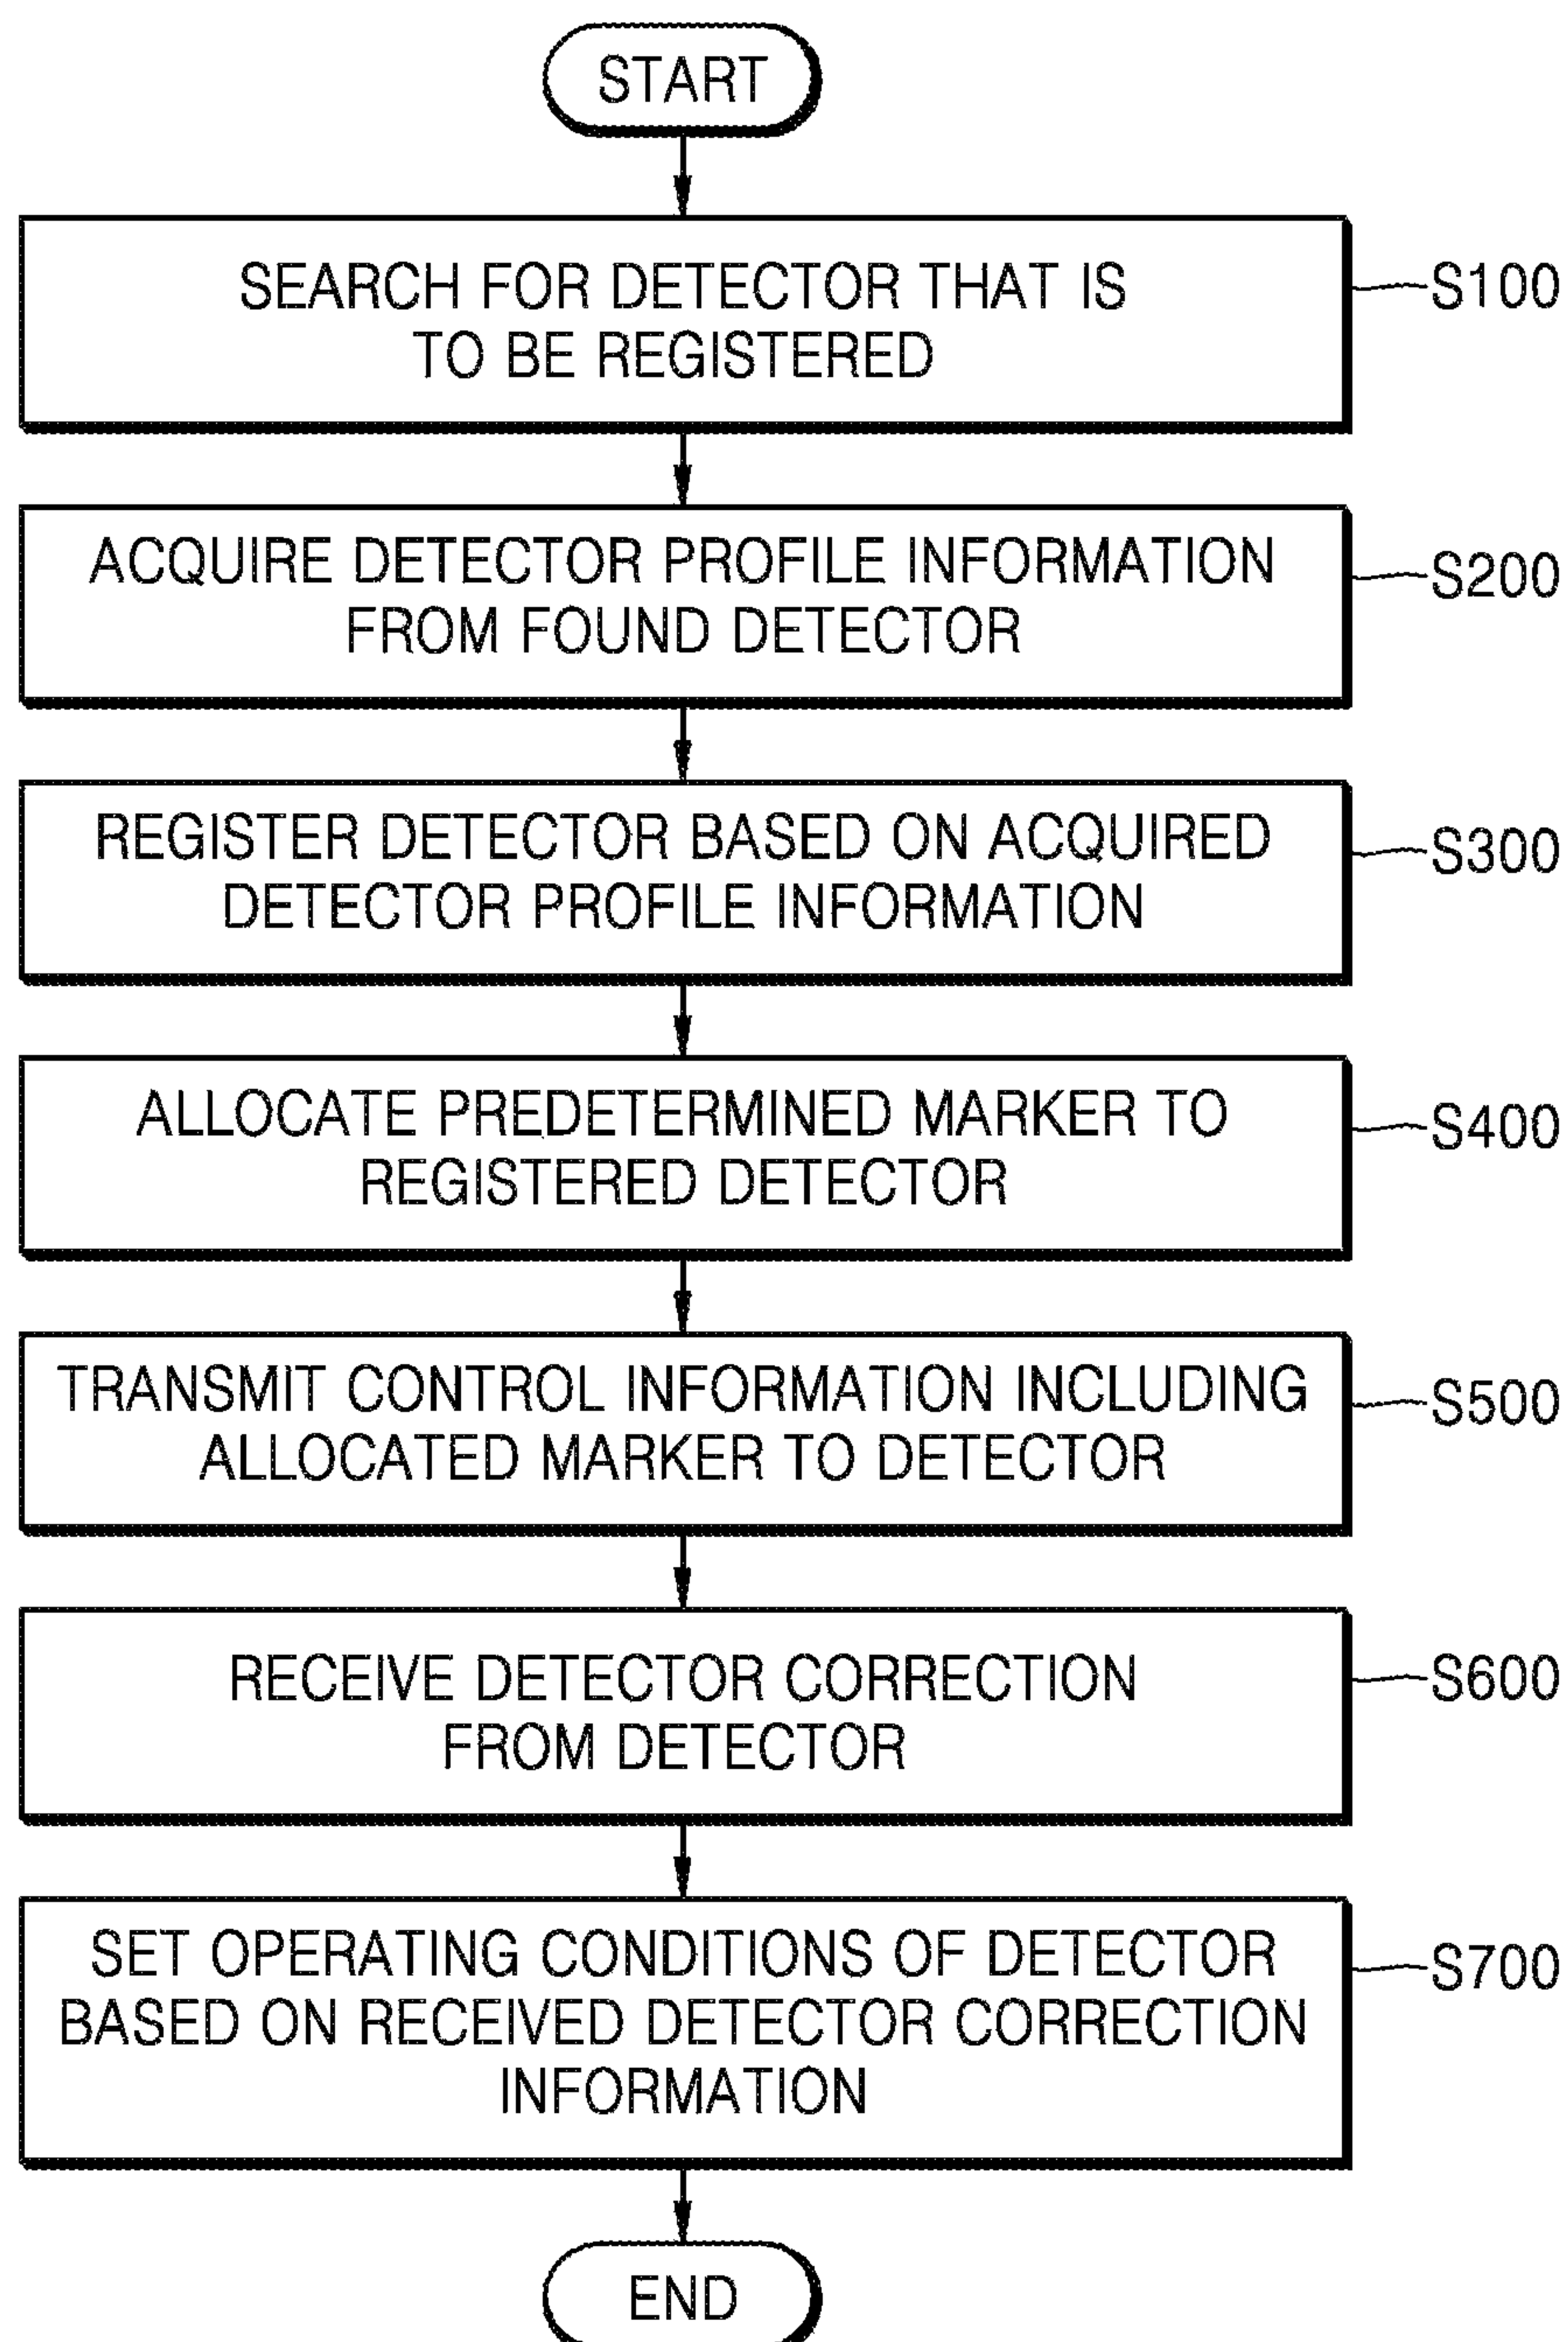 START
SEARCH FOR DETECTOR THAT IS
TO BE REGISTERED
S100
ACQUIRE DETECTOR PROFILE INFORMATION
FROM FOUND DETECTOR
S200
REGISTER DETECTOR BASED ON ACQUIRED
DETECTOR PROFILE INFORMATION
S300
ALLOCATE PREDETERMINED MARKER TO
REGISTERED DETECTOR
S400
TRANSMIT CONTROL INFORMATION INCLUDING
ALLOCATED MARKER TO DETECTOR
S500
RECEIVE DETECTOR CORRECTION
FROM DETECTOR
S600
SET OPERATING CONDITIONS OF DETECTOR
BASED ON RECEIVED DETECTOR CORRECTION
INFORMATION
S700
END